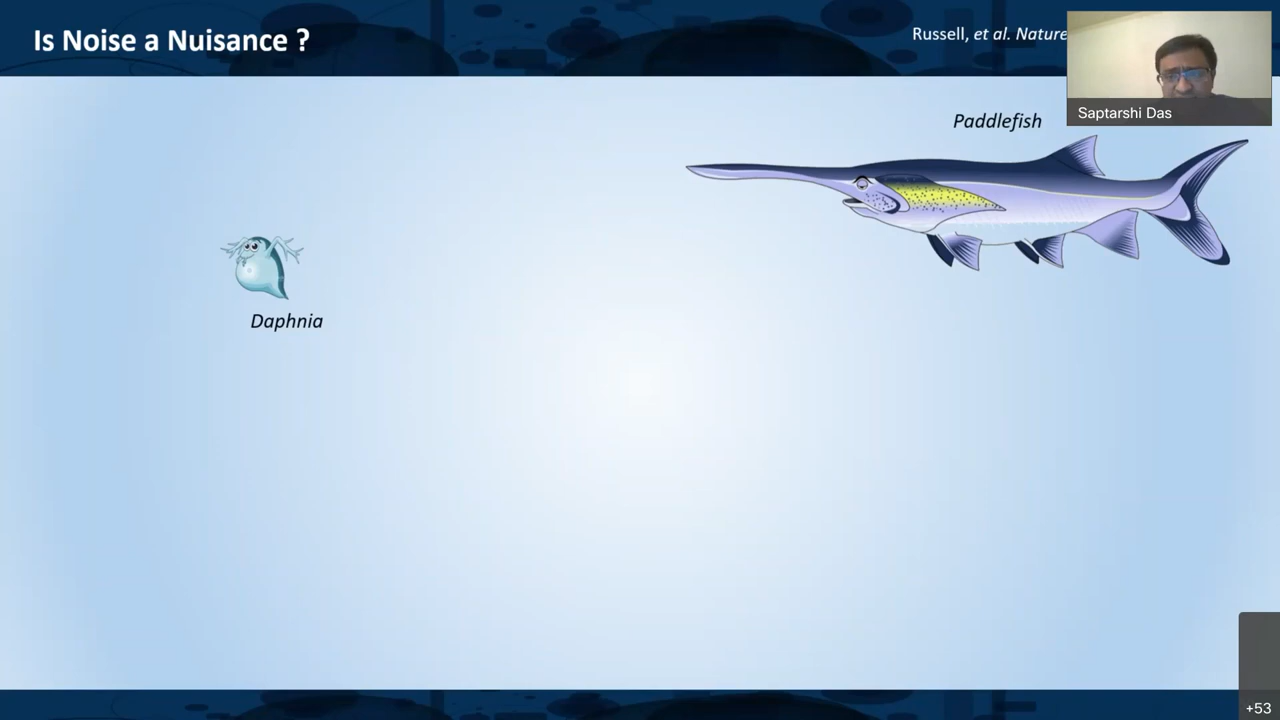 Is Noise a Nuisance ?
Russell, et al. Nature
Saptarshi Das
Paddlefish
Daphnia
+53